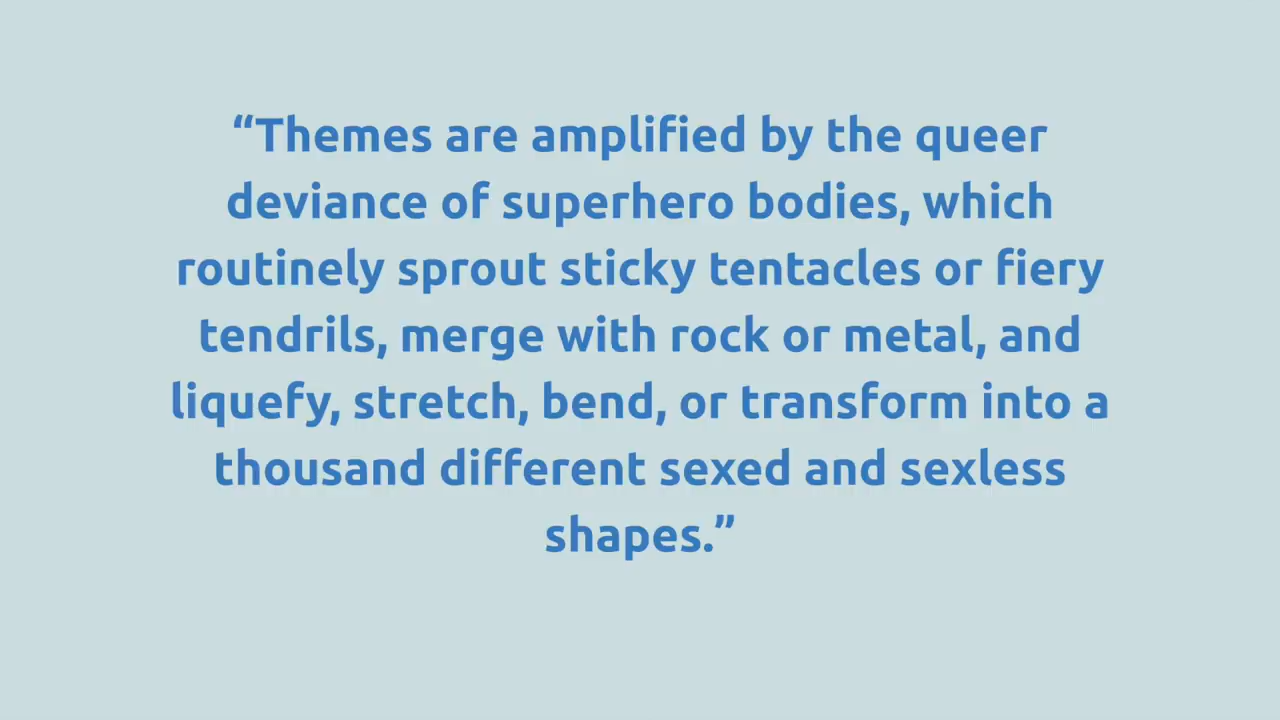 “Themes are amplified by the queer
deviance of superhero bodies, which
routinely sprout sticky tentacles or fiery
tendrils, merge with rock or metal, and
liquefy, stretch, bend, or transform into a
thousand different sexed and sexless
shapes.”